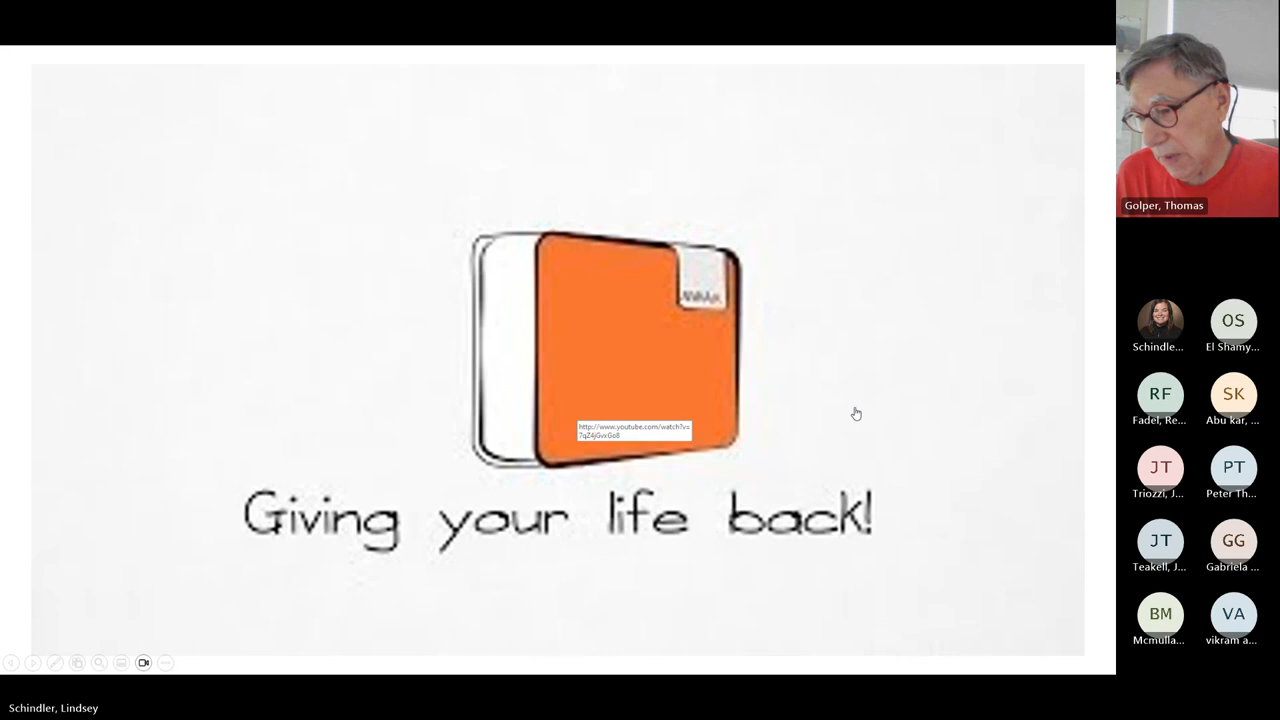 Golper, Thomas
http://www.youtube.com/watch?v=
7qZ4jGvxGo8
Giving your life back!
Schindle...
OS
El Shamy...
RF
Fadel, Re...
SK
Abu kar, ...
JT
Triozzi, J...
PT
Peter Th...
JT
Teakell, J...
GG
Gabriela ...
BM
Mcmulla...
VA
vikram a...
Schindler, Lindsey